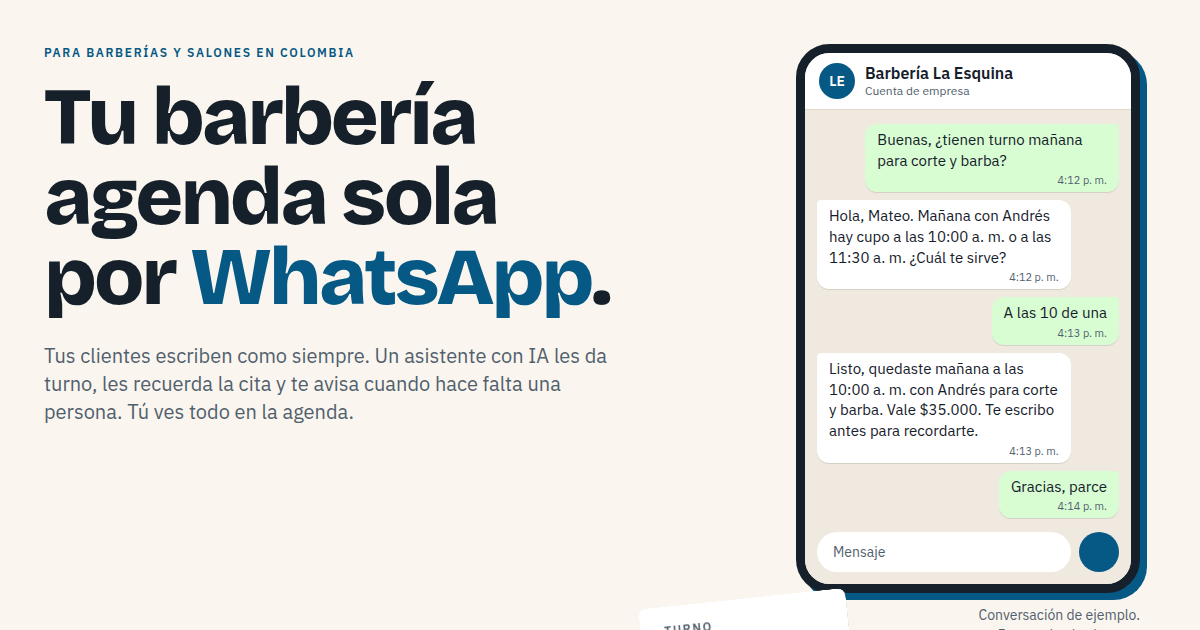 PARA BARBERÍAS Y SALONES EN COLOMBIA
Tu barbería
agenda sola
por WhatsApp.
Tus clientes escriben como siempre. Un asistente con IA les da
turno, les recuerda la cita y te avisa cuando hace falta una
persona. Tú ves todo en la agenda.
LE
Barbería La Esquina
Cuenta de empresa
Buenas, ¿tienen turno mañana
para corte y barba?
4:12 p. m.
Hola, Mateo. Mañana con Andrés
hay cupo a las 10:00 a. m. o a las
11:30 a. m. ¿Cuál te sirve?
4:12 p. m.
A las 10 de una
4:13 p. m.
Listo, quedaste mañana a las
10:00 a. m. con Andrés para corte
y barba. Vale $35.000. Te escribo
antes para recordarte.
4:13 p. m.
Gracias, parce
4:14 p. m.
Mensaje
TURNO
Conversación de ejemplo.